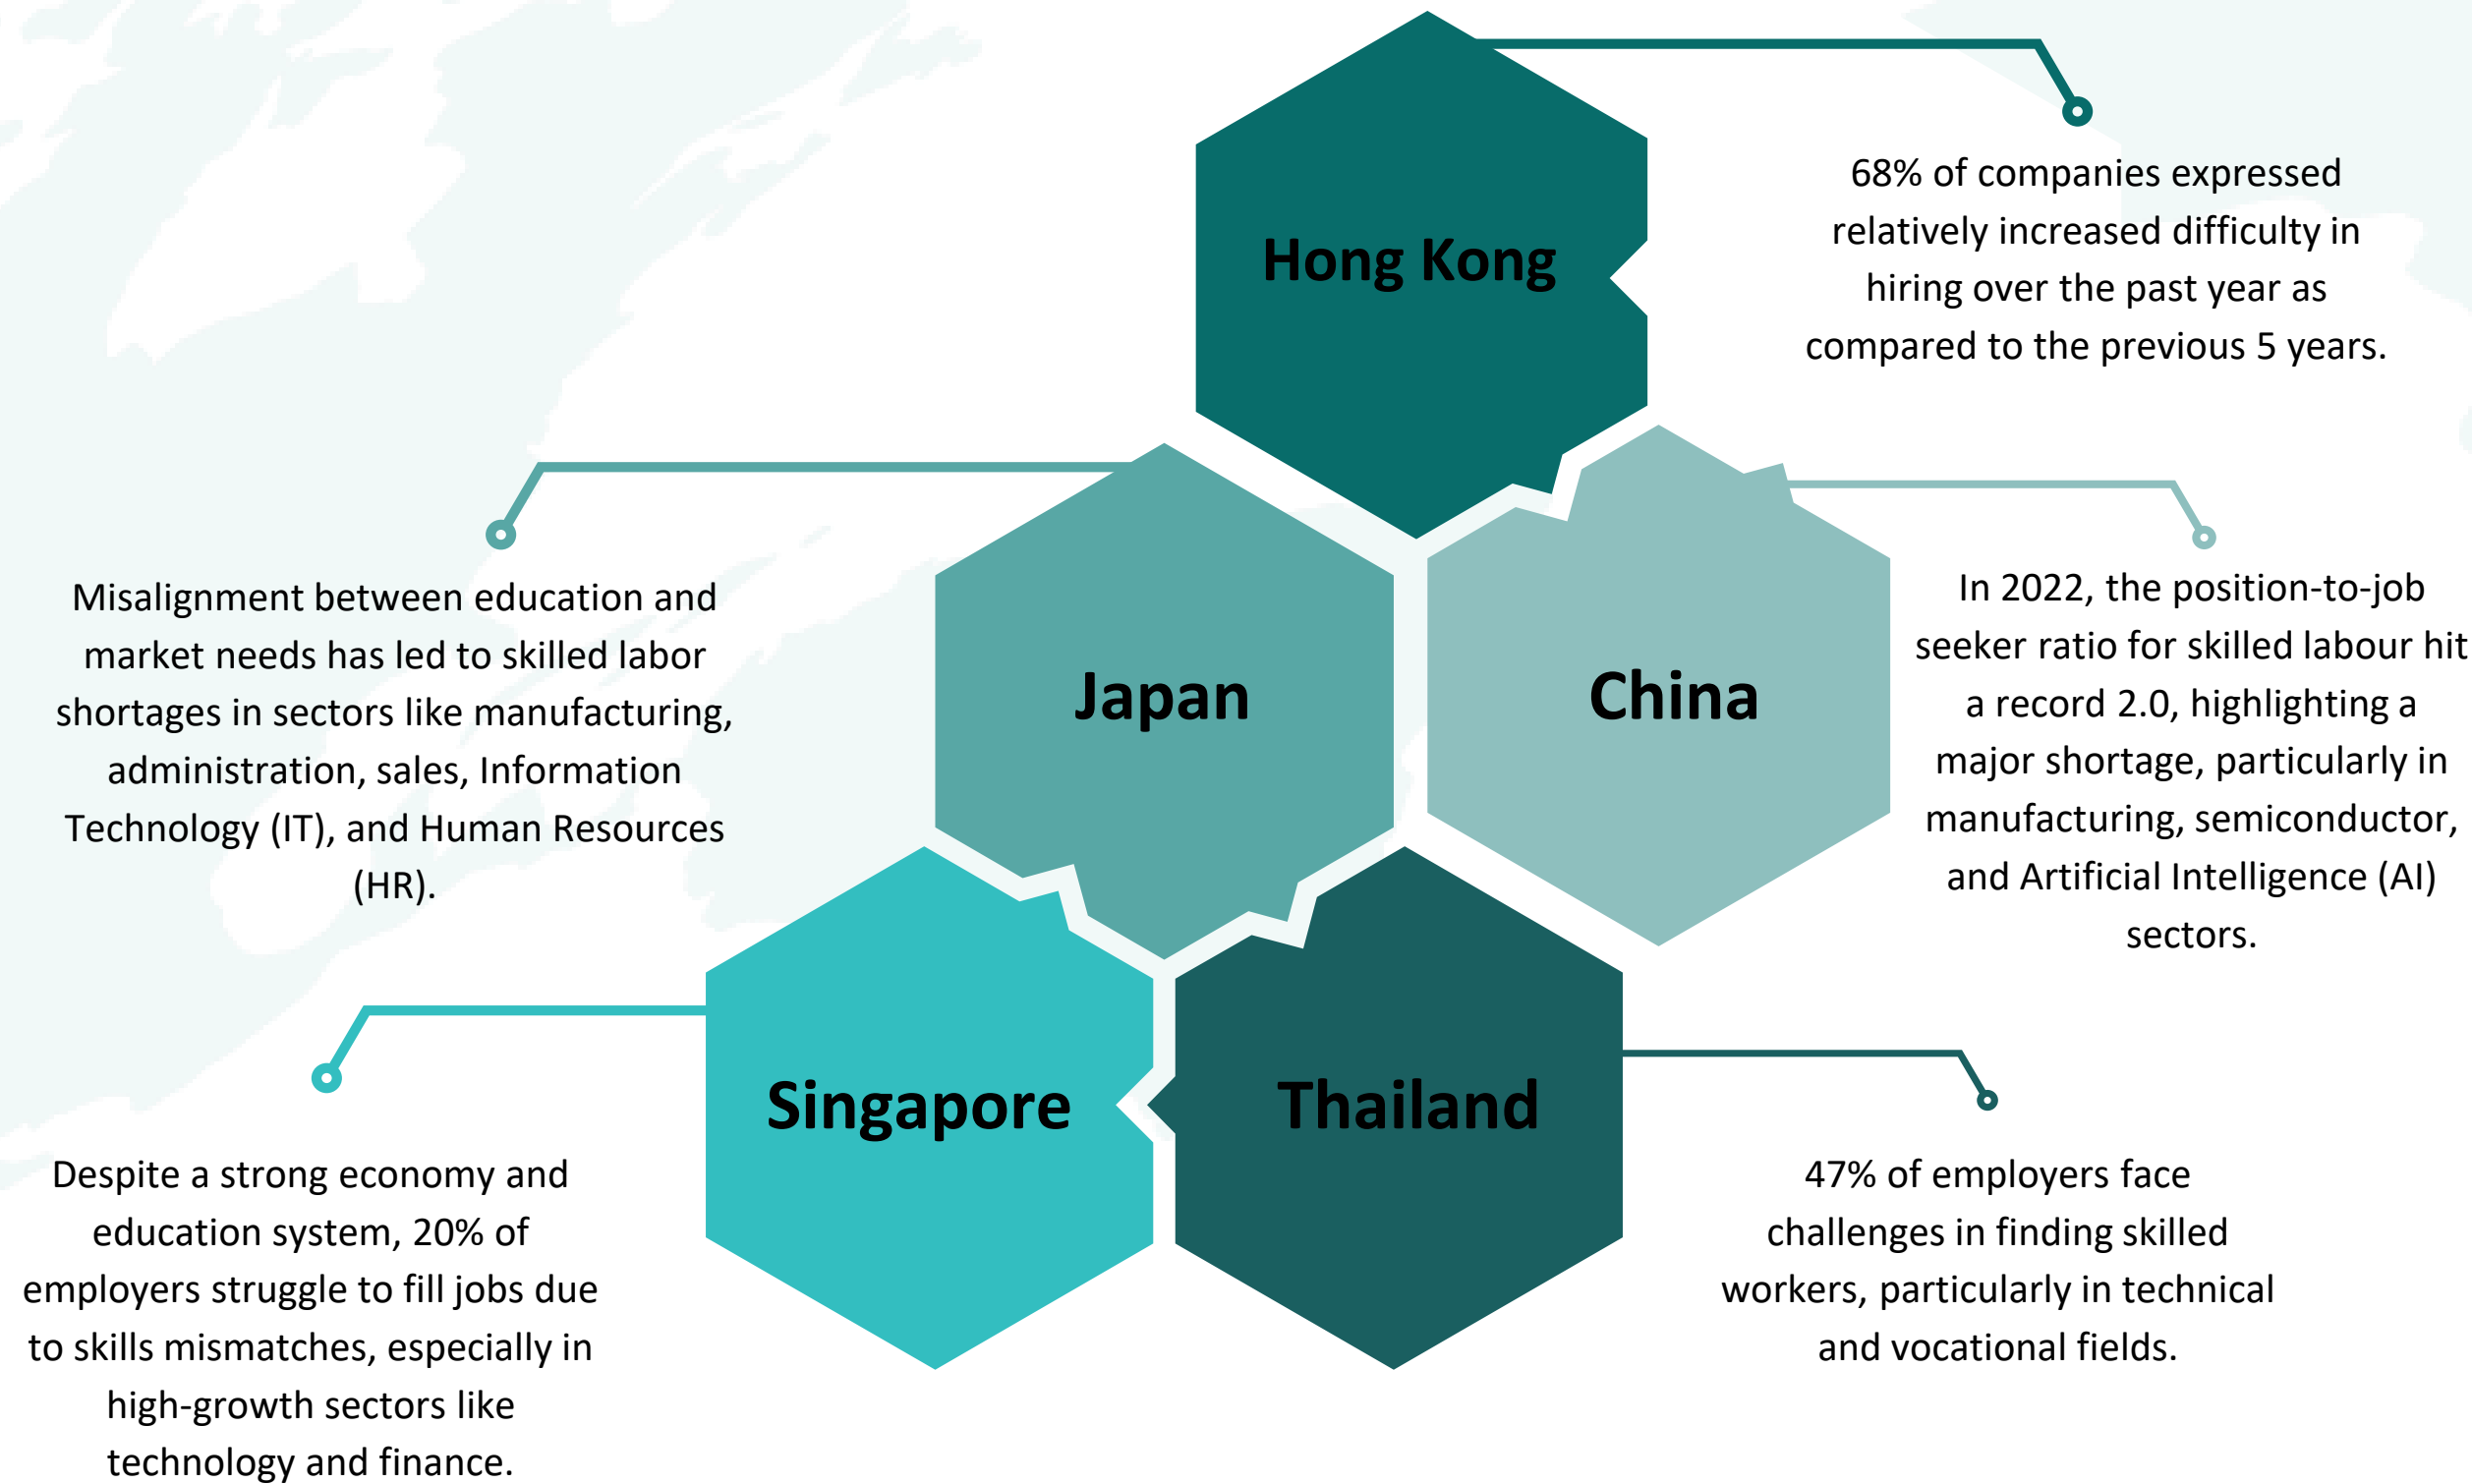 Hong Kong
68% of companies expressed
relatively increased difficulty in
hiring over the past year as
compared to the previous 5 years.
Japan
Misalignment between education and
market needs has led to skilled labor
shortages in sectors like manufacturing,
administration, sales, Information
Technology (IT), and Human Resources
(HR).
China
In 2022, the position-to-job
seeker ratio for skilled labour hit
a record 2.0, highlighting a
major shortage, particularly in
manufacturing, semiconductor,
and Artificial Intelligence (AI)
sectors.
Singapore
Despite a strong economy and
education system, 20% of
employers struggle to fill jobs due
to skills mismatches, especially in
high-growth sectors like
technology and finance.
Thailand
47% of employers face
challenges in finding skilled
workers, particularly in technical
and vocational fields.